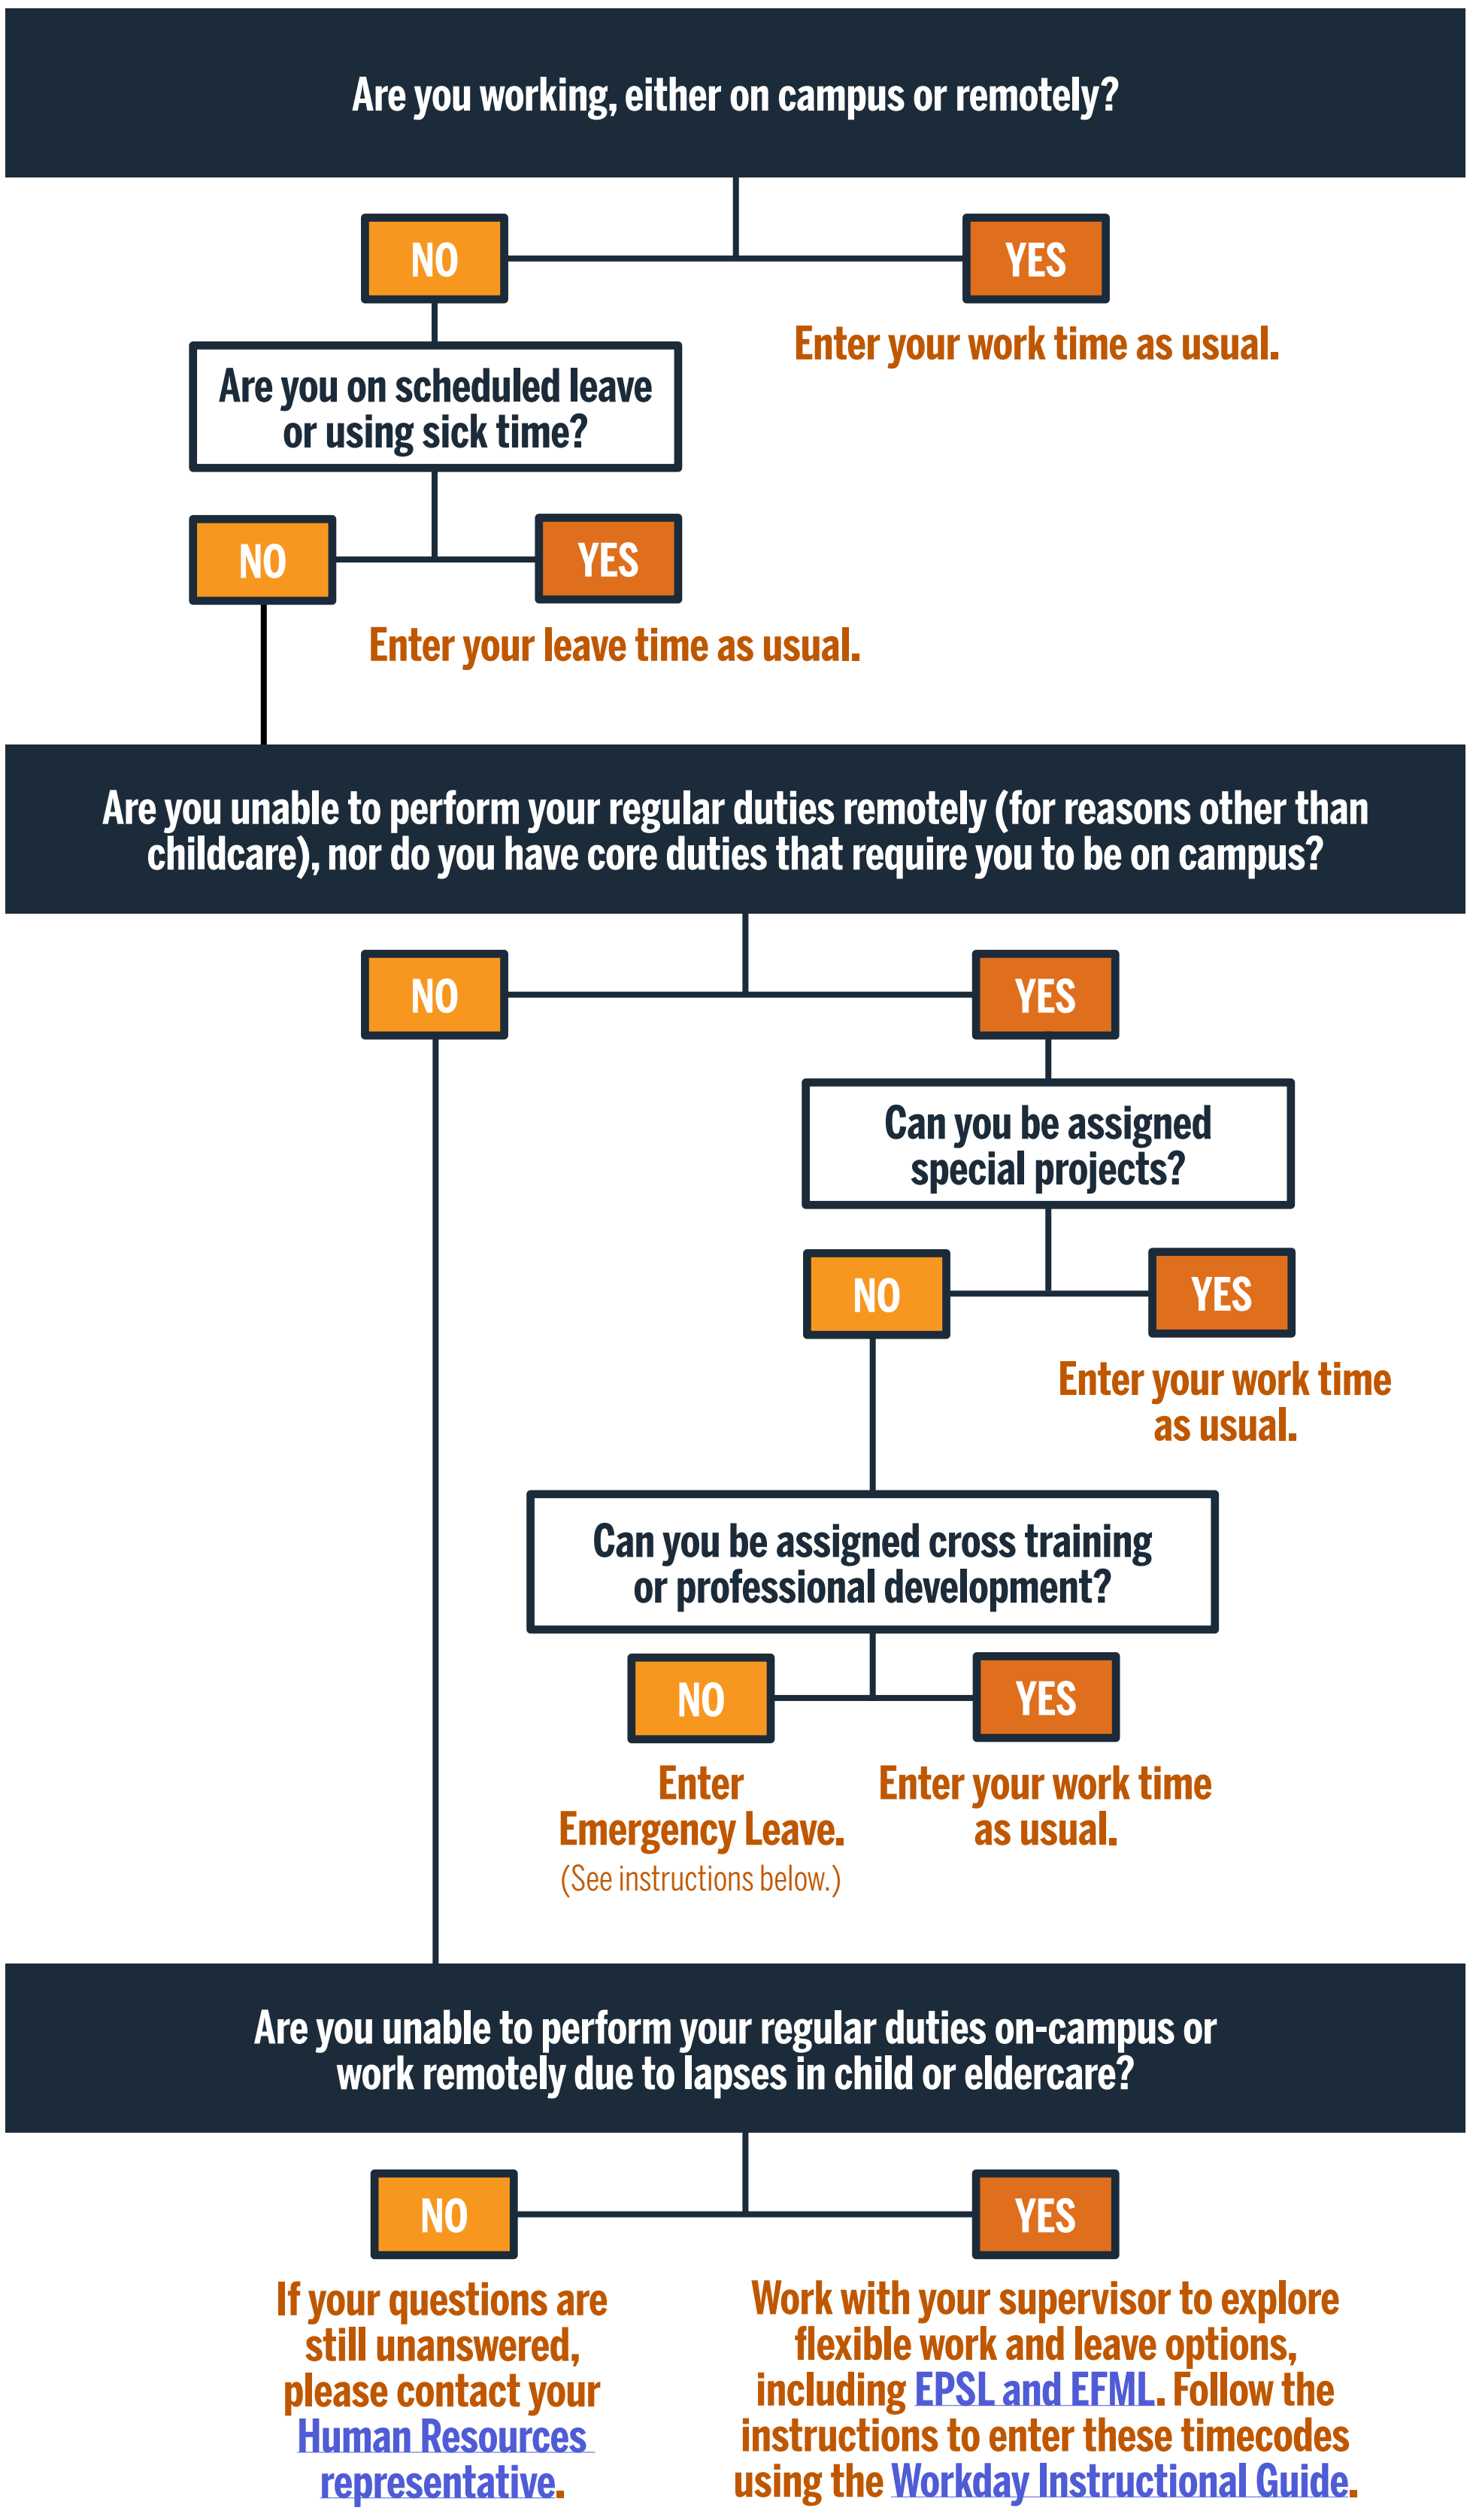 Are you working, either on campus or remotely?
NO
YES
Enter your work time as usual.
Are you on scheduled leave
or using sick time?
NO
YES
Enter your leave time as usual.
Are you unable to perform your regular duties remotely (for reasons other than
childcare), nor do you have core duties that require you to be on campus?
NO
YES
Can you be assigned
special projects?
NO
YES
Enter your work time
as usual.
Can you be assigned cross training
or professional development?
NO
YES
Enter
Emergency Leave.
(See instructions below.)
Enter your work time
as usual.
Are you unable to perform your regular duties on-campus or
work remotely due to lapses in child or eldercare?
NO
YES
If your questions are
still unanswered,
please contact your
Human Resources
representative.
Work with your supervisor to explore
flexible work and leave options,
including EPSL and EFML. Follow the
instructions to enter these timecodes
using the Workday Instructional Guide.